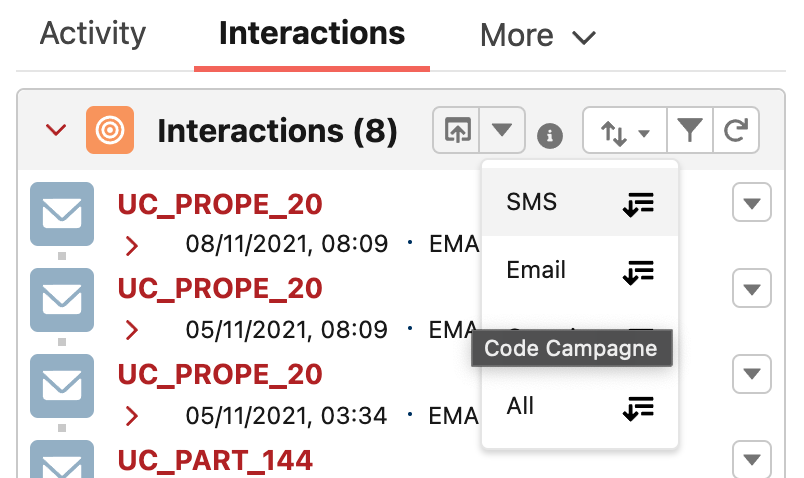 Activity Interactions More
Interactions (8)
UC_PROPE_20
08/11/2021, 08:09 · EMA
UC_PROPE_20
05/11/2021, 08:09 · EMA
UC_PROPE_20
05/11/2021, 03:34 · EMA
UC_PART_144
SMS
Email
Code Campagne
All